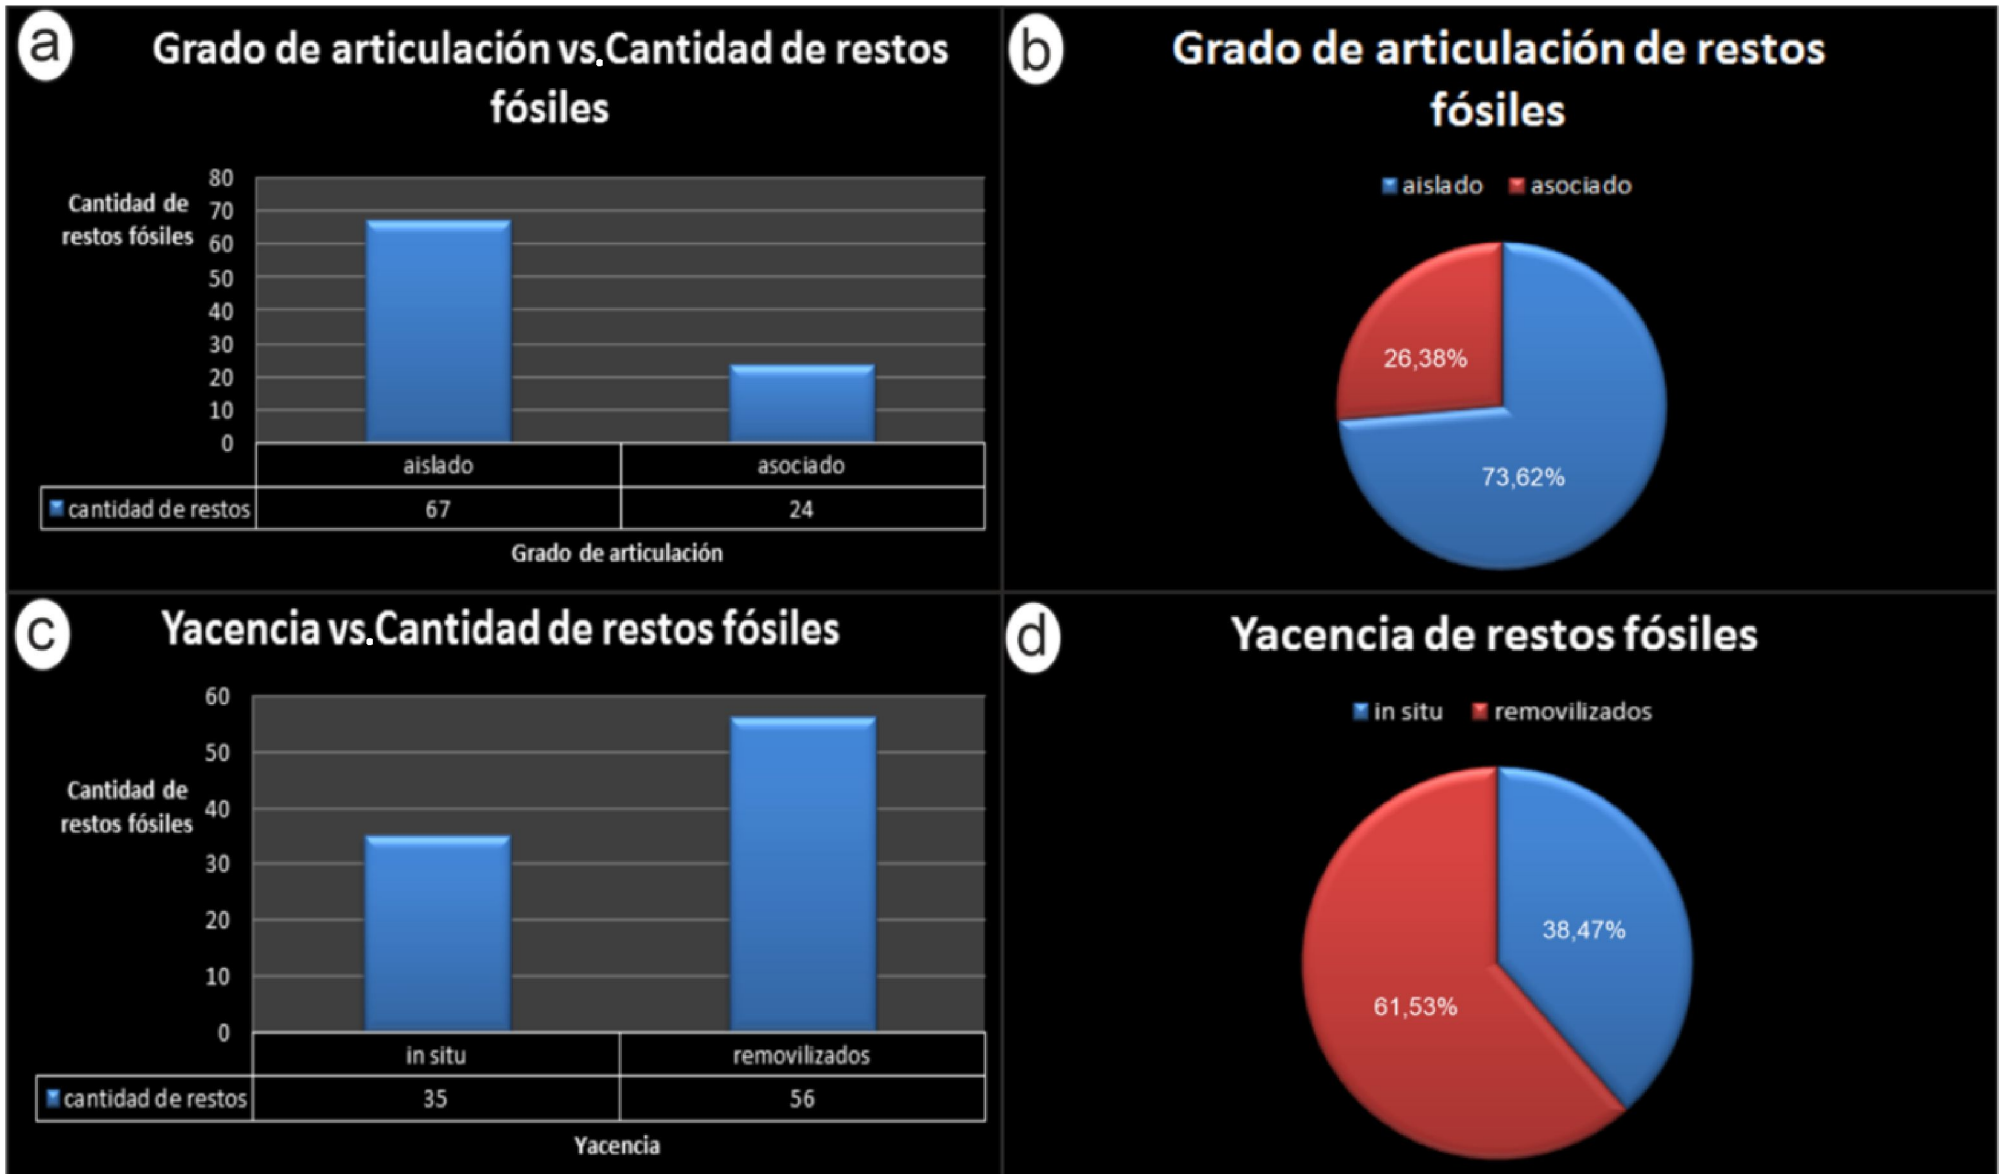 a
Grado de articulación vs.Cantidad de restos
fósiles
Cantidad de
restos fósiles
80
70
60
50
40
30
20
10
0
aislado asociado
cantidad de restos 67 24
Grado de articulación
b
Grado de articulación de restos
fósiles
aislado asociado
26,38%
73,62%
c
Yacencia vs.Cantidad de restos fósiles
Cantidad de
restos fósiles
60
50
40
30
20
10
0
in situ removilizados
cantidad de restos 35 56
Yacencia
d
Yacencia de restos fósiles
in situ removilizados
38,47%
61,53%